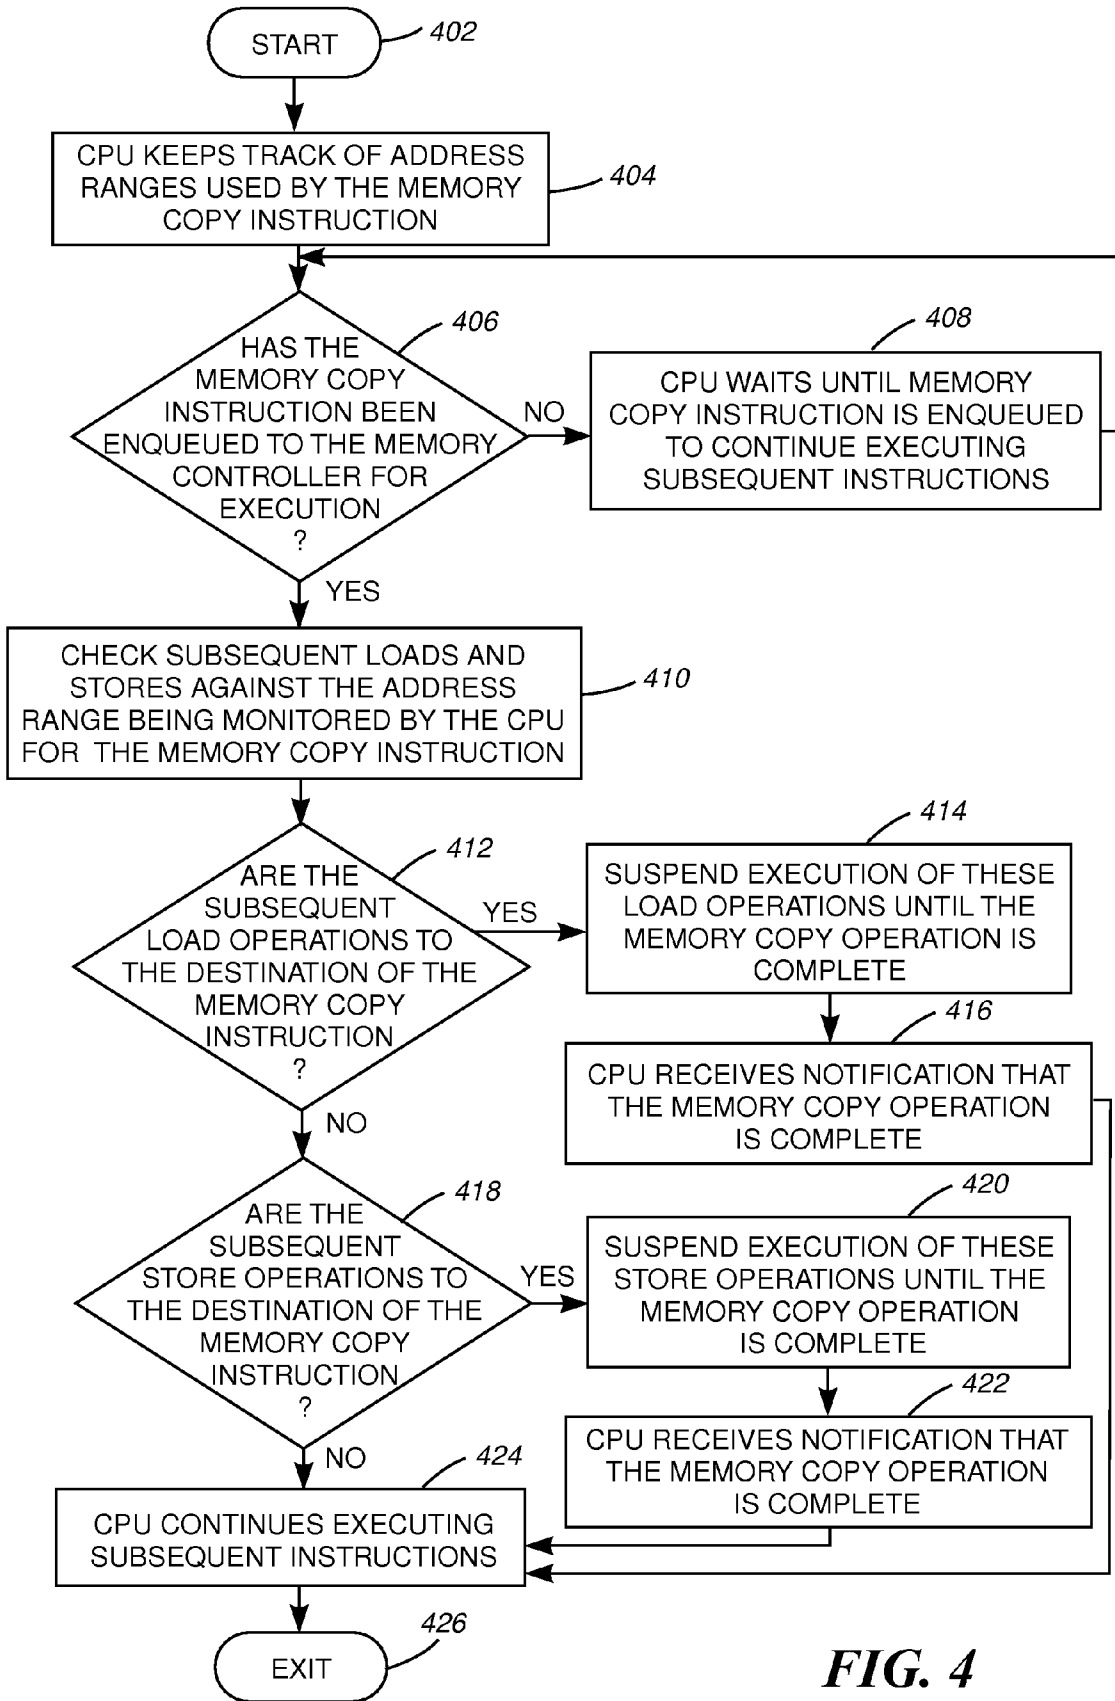 START
402
CPU KEEPS TRACK OF ADDRESS
RANGES USED BY THE MEMORY
COPY INSTRUCTION
404
406
HAS THE
MEMORY COPY
INSTRUCTION BEEN
ENQUEUED TO THE MEMORY
CONTROLLER FOR
EXECUTION
?
NO
408
CPU WAITS UNTIL MEMORY
COPY INSTRUCTION IS ENQUEUED
TO CONTINUE EXECUTING
SUBSEQUENT INSTRUCTIONS
YES
CHECK SUBSEQUENT LOADS AND
STORES AGAINST THE ADDRESS
RANGE BEING MONITORED BY THE CPU
FOR THE MEMORY COPY INSTRUCTION
410
412
ARE THE
SUBSEQUENT
LOAD OPERATIONS TO
THE DESTINATION OF THE
MEMORY COPY
INSTRUCTION
?
YES
414
SUSPEND EXECUTION OF THESE
LOAD OPERATIONS UNTIL THE
MEMORY COPY OPERATION IS
COMPLETE
416
CPU RECEIVES NOTIFICATION THAT
THE MEMORY COPY OPERATION
IS COMPLETE
NO
418
ARE THE
SUBSEQUENT
STORE OPERATIONS TO
THE DESTINATION OF THE
MEMORY COPY
INSTRUCTION
?
YES
420
SUSPEND EXECUTION OF THESE
STORE OPERATIONS UNTIL THE
MEMORY COPY OPERATION
IS COMPLETE
422
CPU RECEIVES NOTIFICATION THAT
THE MEMORY COPY OPERATION
IS COMPLETE
NO
424
CPU CONTINUES EXECUTING
SUBSEQUENT INSTRUCTIONS
426
EXIT
FIG. 4